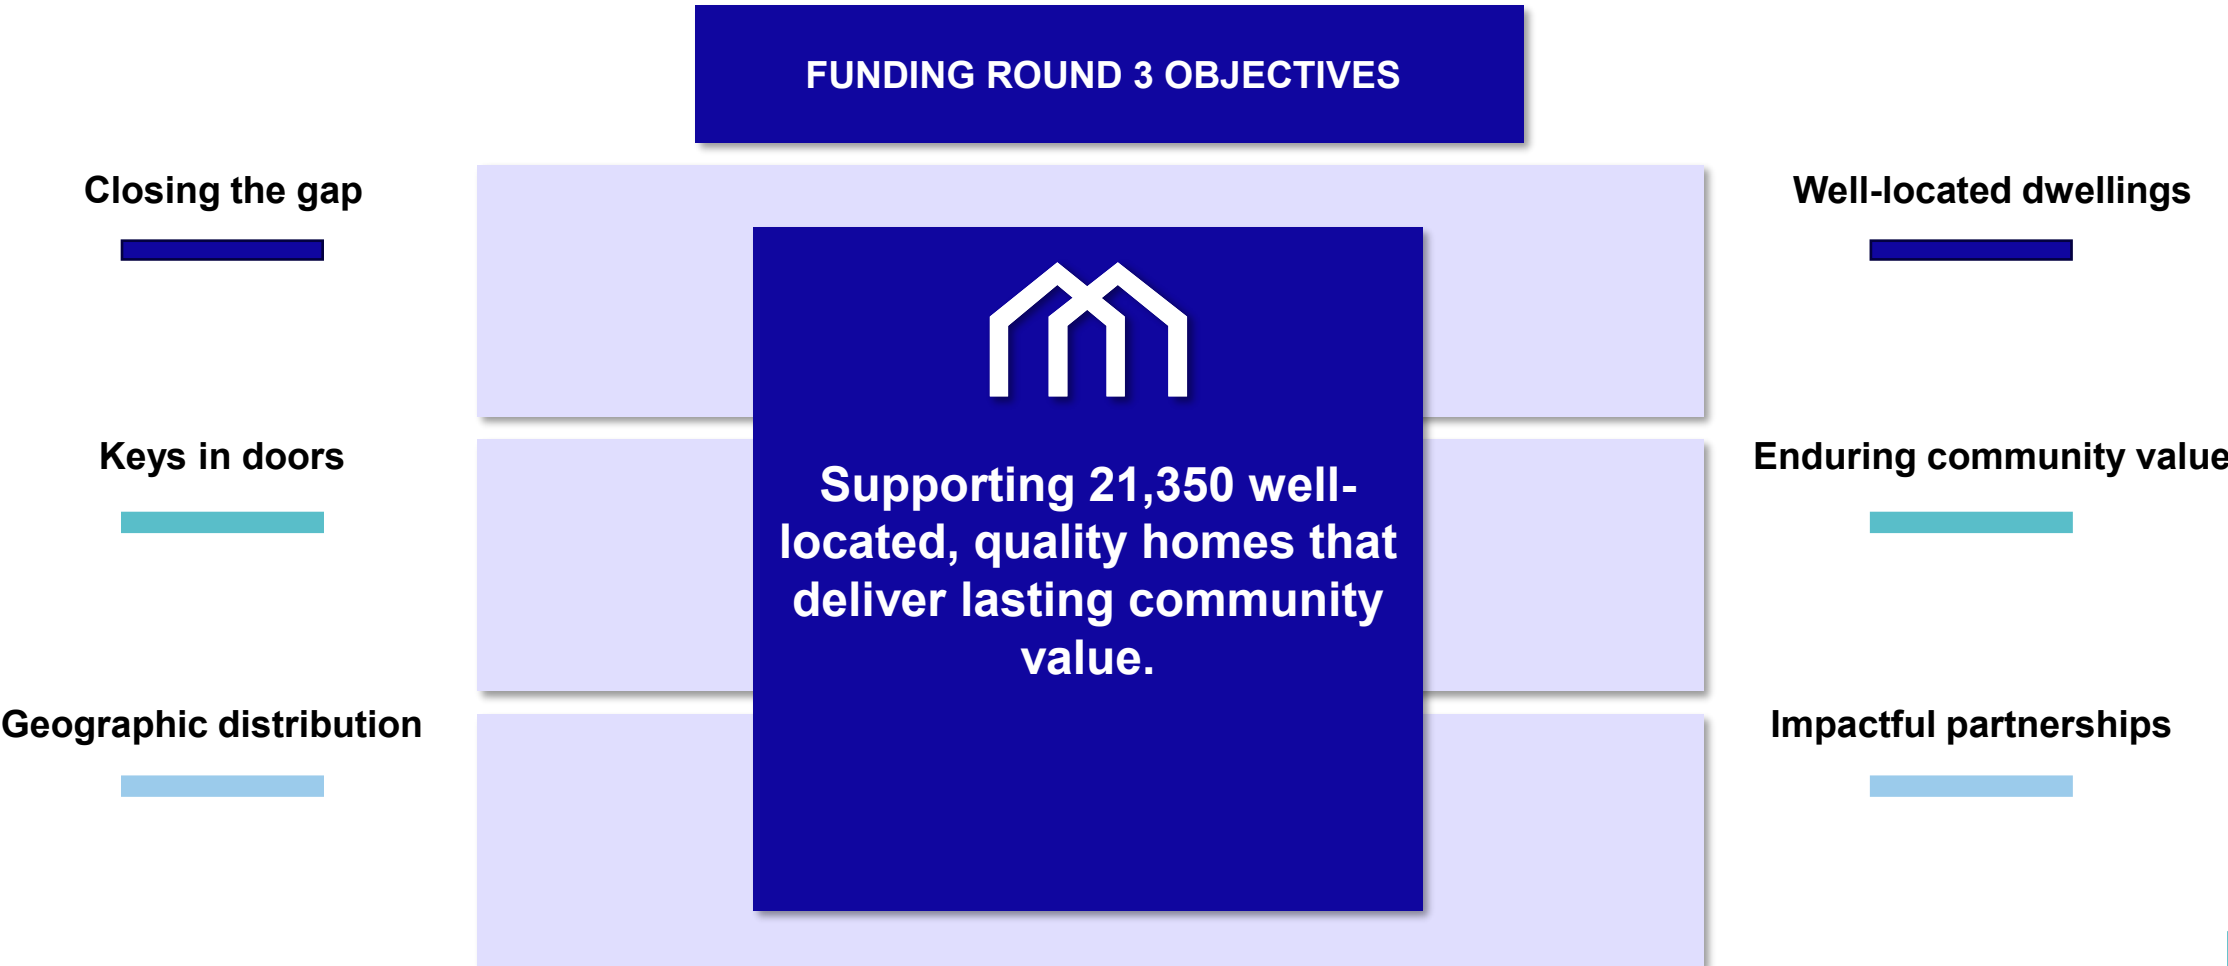 FUNDING ROUND 3 OBJECTIVES
Closing the gap
Well-located dwellings
Keys in doors
Enduring community value
Supporting 21,350 well-
located, quality homes that
deliver lasting community
value.
Geographic distribution
Impactful partnerships